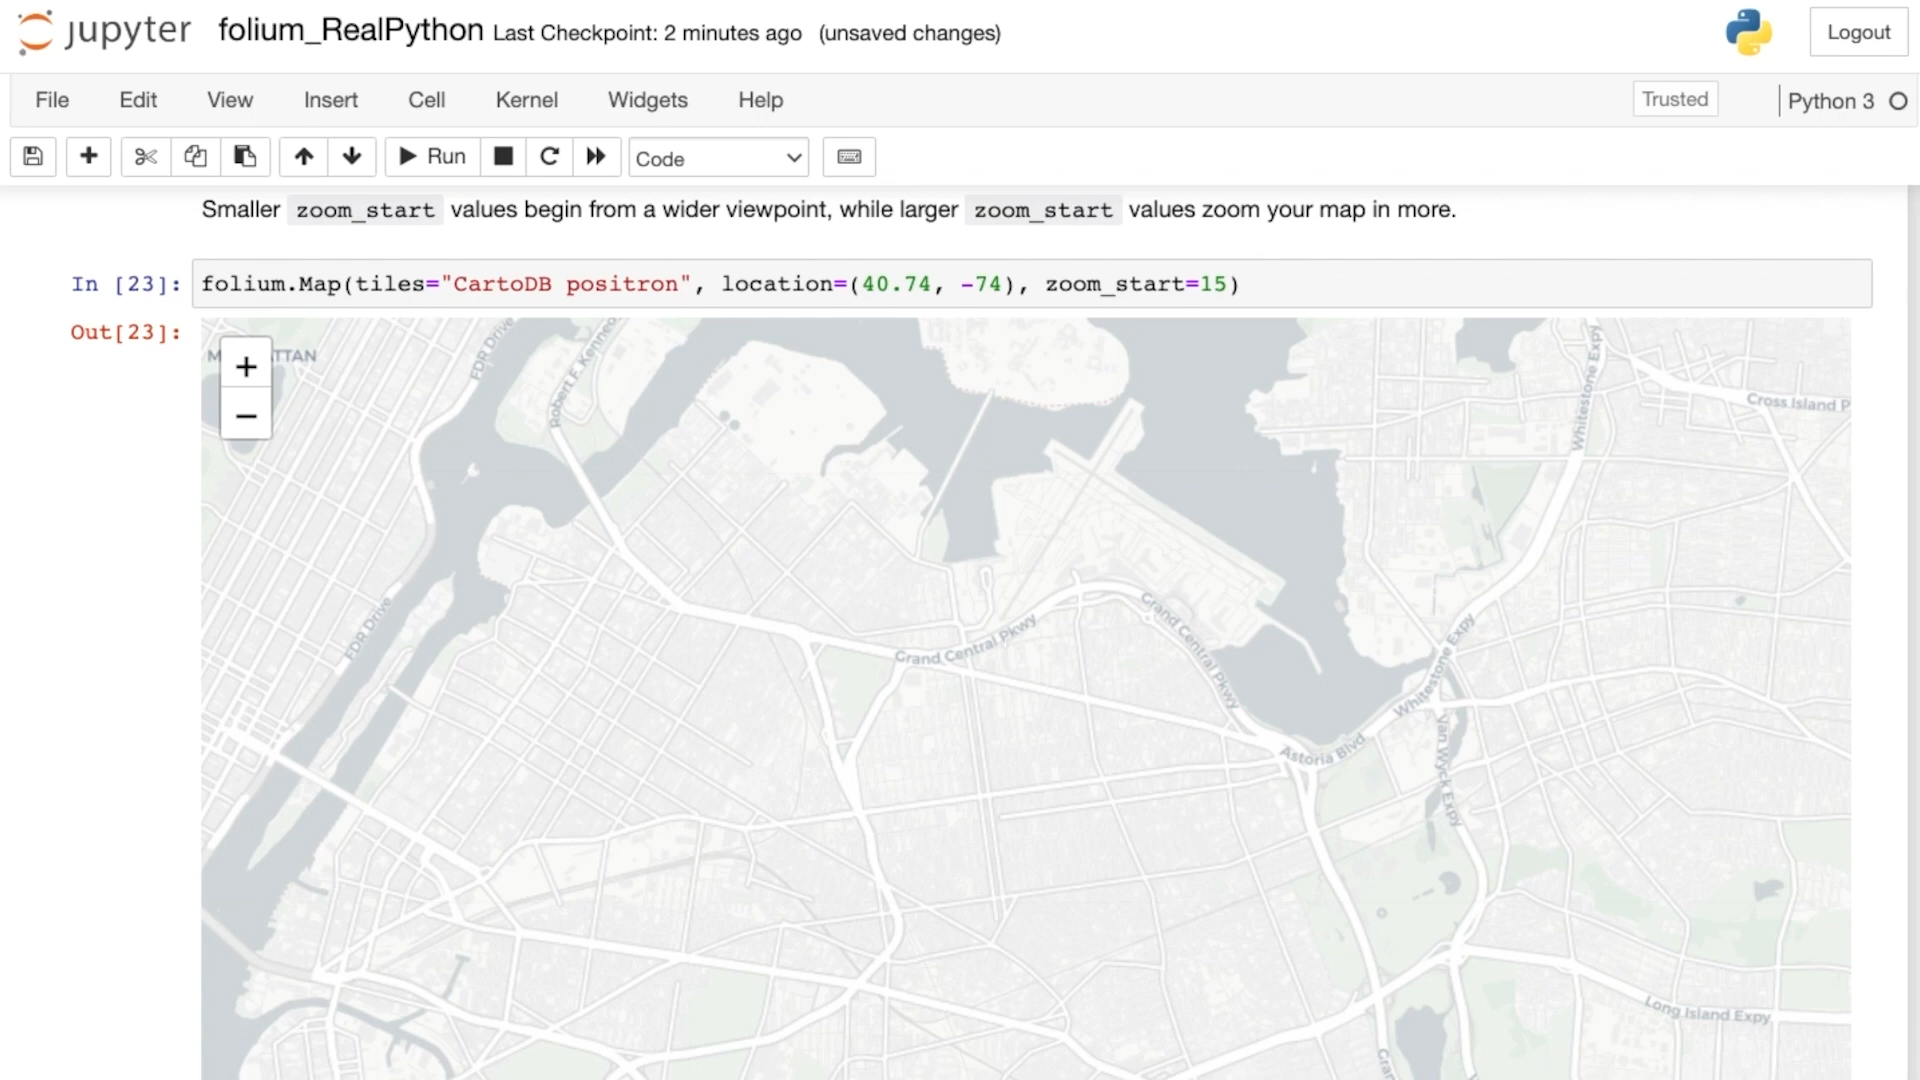 jupyter folium_RealPython Last Checkpoint: 2 minutes ago (unsaved changes) Logout
File Edit View Insert Cell Kernel Widgets Help Trusted Python 3
Run Code
Smaller zoom_start values begin from a wider viewpoint, while larger zoom_start values zoom your map in more.
In [23]: folium.Map(tiles="CartoDB positron", location=(40.74, -74), zoom_start=15)
Out[23]:
+
−
FDR Drive
Whitestone Expy
Cross Island P
FDR Drive
Grand Central Pkwy
Grand Central Pkwy
Whitestone Expy
Astoria Blvd
Van Wyck Expy
Long Island Expy